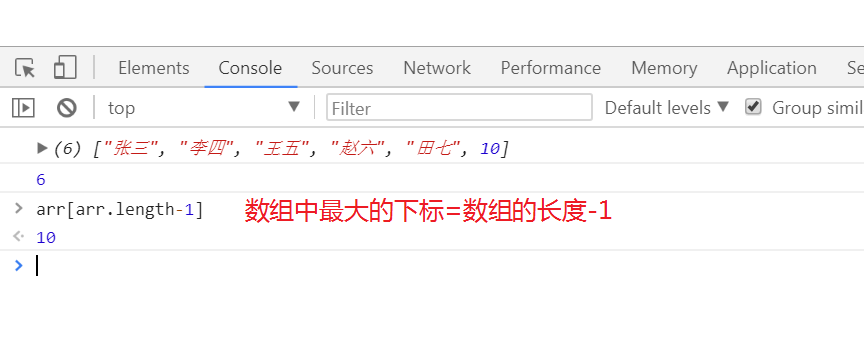 Elements Console Sources Network Performance Memory Application Se
top Filter Default levels Group simil
(6) ["张三", "李四", "王五", "赵六", "田七", 10]
6
arr[arr.length-1] 数组中最大的下标=数组的长度-1
10